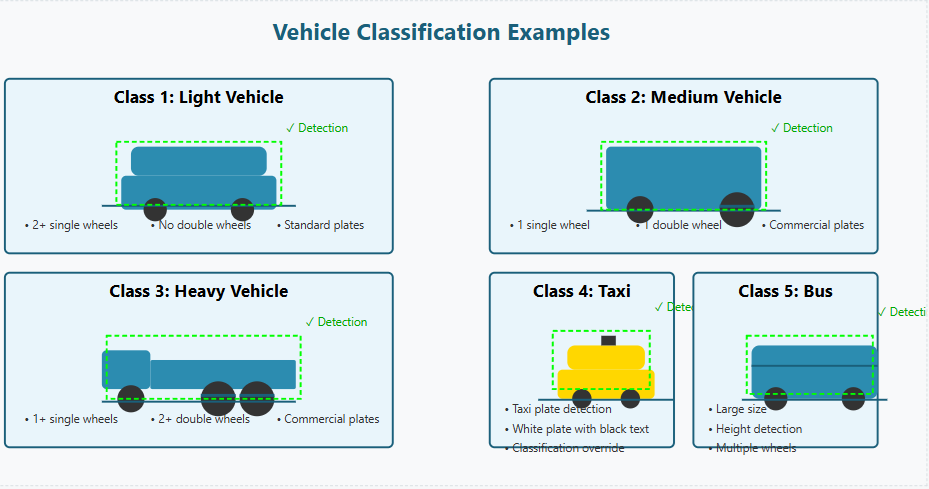 Vehicle Classification Examples
Class 1: Light Vehicle
✓ Detection
• 2+ single wheels • No double wheels • Standard plates
Class 2: Medium Vehicle
✓ Detection
• 1 single wheel • 1 double wheel • Commercial plates
Class 3: Heavy Vehicle
✓ Detection
• 1+ single wheels • 2+ double wheels • Commercial plates
Class 4: Taxi
✓ Detec
• Taxi plate detection
• White plate with black text
• Classification override
Class 5: Bus
✓ Detecti
• Large size
• Height detection
• Multiple wheels